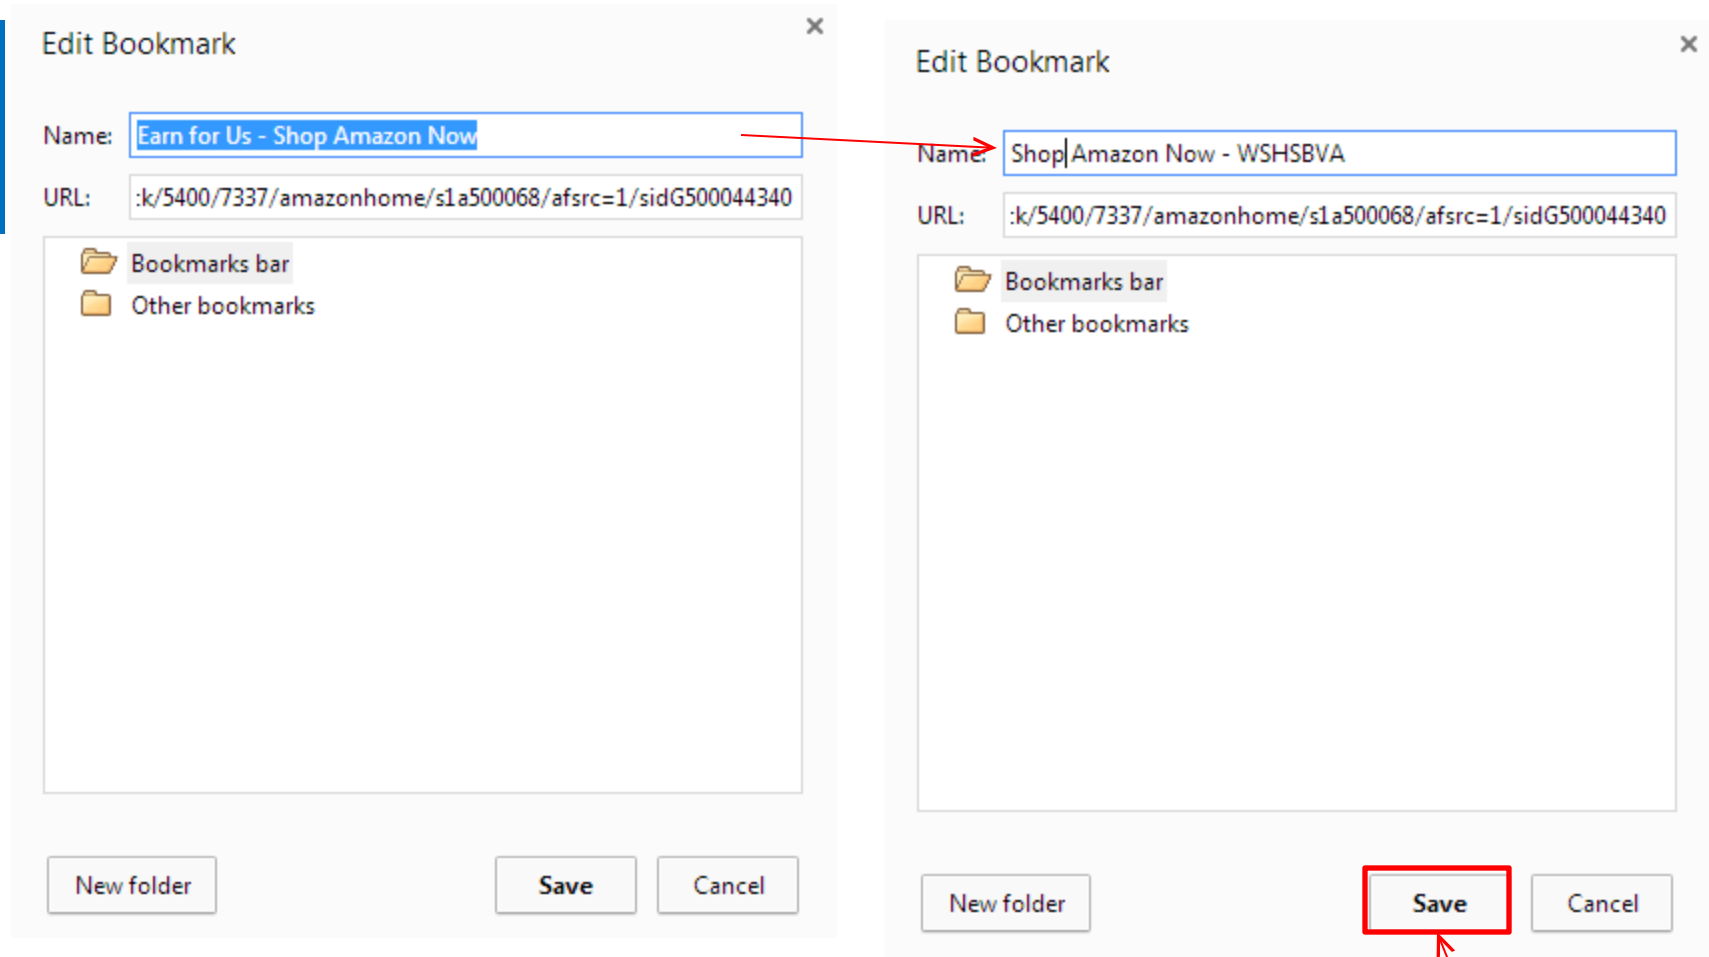 Edit Bookmark
Name: Earn for Us - Shop Amazon Now
URL: :k/5400/7337/amazonhome/s1a500068/afsrc=1/sidG500044340
Bookmarks bar
Other bookmarks
New folder Save Cancel
Edit Bookmark
Name: Shop Amazon Now - WSHSBVA
URL: :k/5400/7337/amazonhome/s1a500068/afsrc=1/sidG500044340
Bookmarks bar
Other bookmarks
New folder Save Cancel